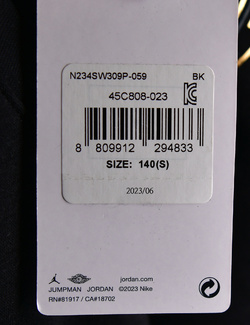 N234SW309P-059 BK
45C808-023
8 809912 294833
SIZE: 140(S)
2023/06
jordan.com
JUMPMAN JORDAN ©2023 Nike
RN#81917 / CA#18702